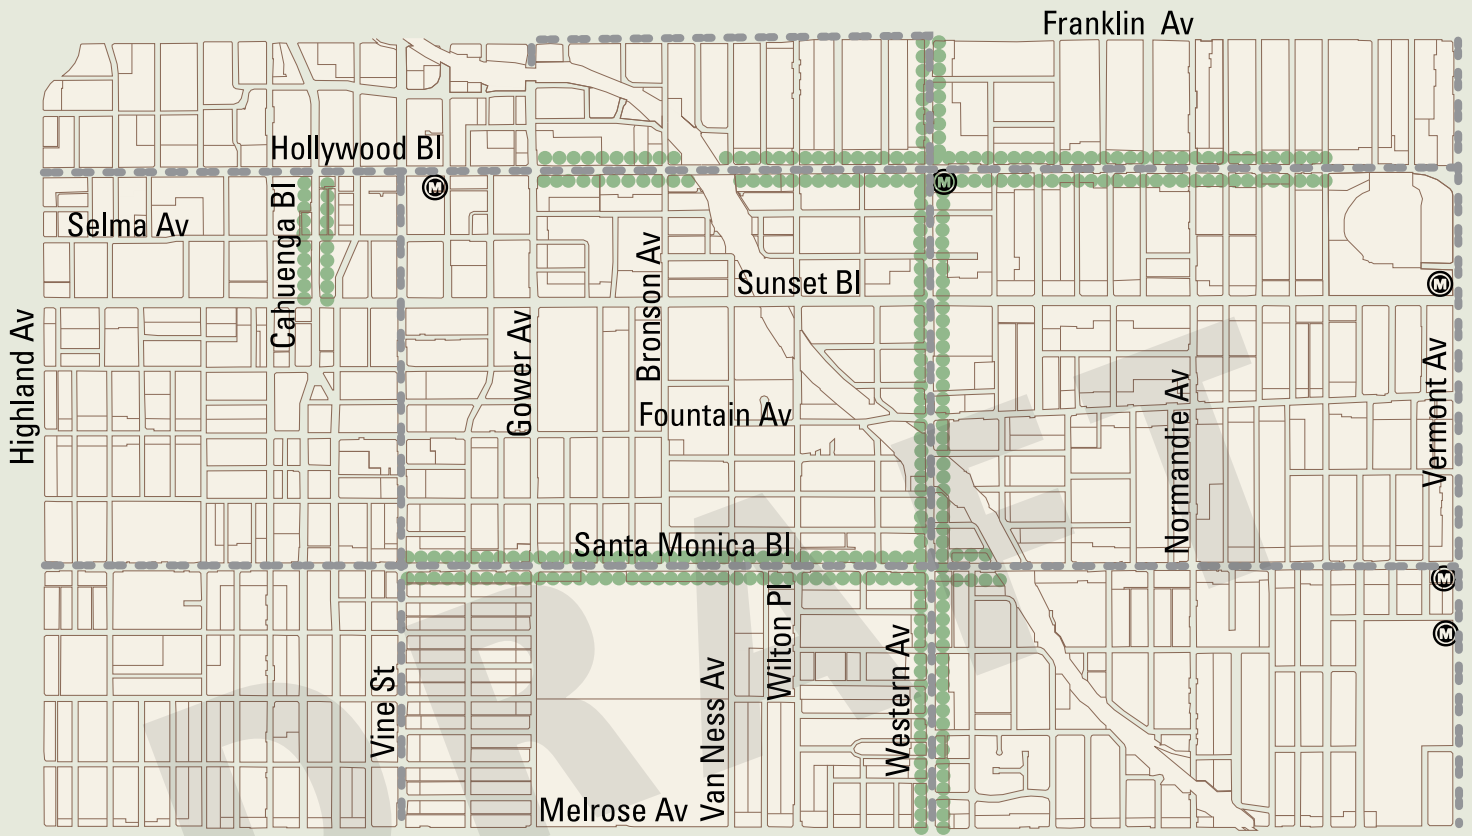 Franklin Av
Hollywood Bl
M
M
Selma Av
Cahuenga Bl
Bronson Av
Sunset Bl
M
Highland Av
Gower Av
Vermont Av
Normandie Av
Fountain Av
Santa Monica Bl
M
Wilton Pl
M
Vine St
Van Ness Av
Western Av
Melrose Av
DRAFT